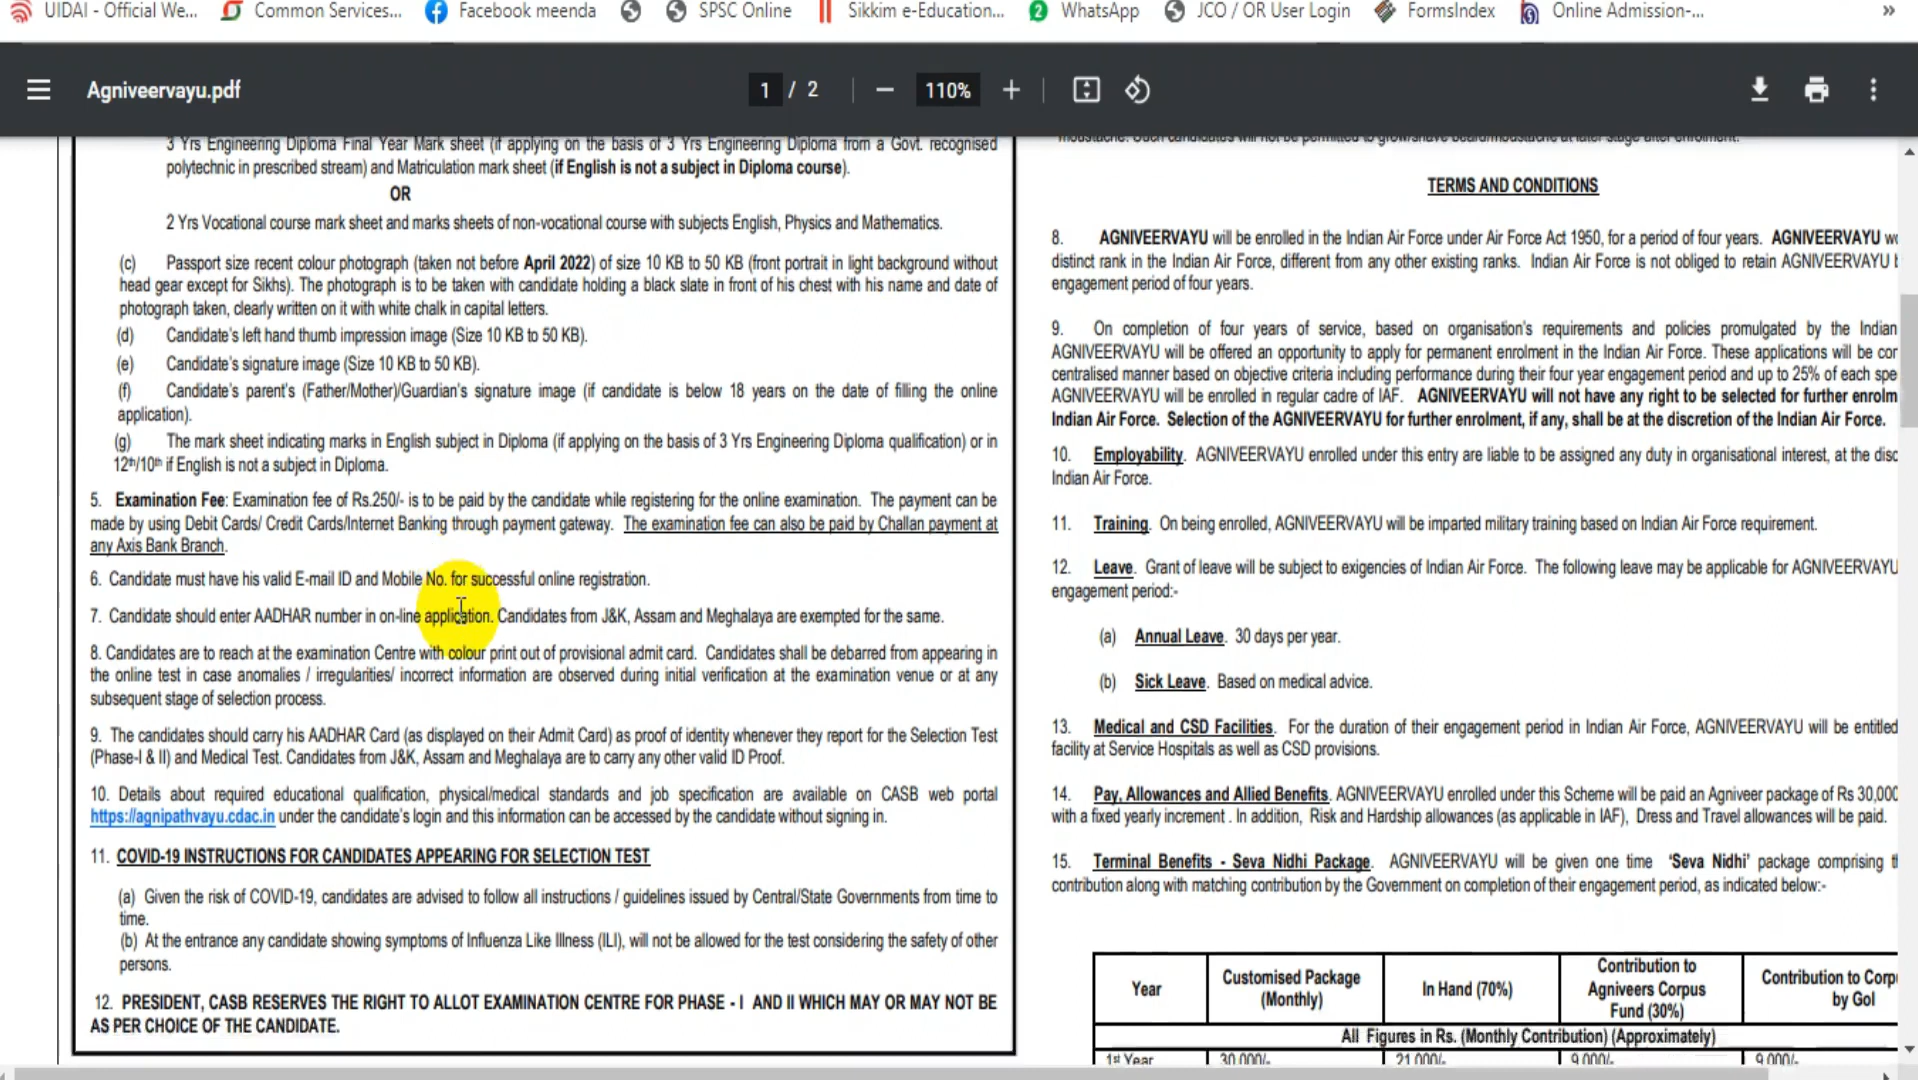 UIDAI - Official We...
Common Services...
Facebook meenda
SPSC Online
Sikkim e-Education...
2
WhatsApp
JCO / OR User Login
FormsIndex
Online Admission-...
»
Agniveervayu.pdf
1 / 2
110%
3 Yrs Engineering Diploma Final Year Mark sheet (if applying on the basis of 3 Yrs Engineering Diploma from a Govt. recognised
polytechnic in prescribed stream) and Matriculation mark sheet (if English is not a subject in Diploma course).
OR
2 Yrs Vocational course mark sheet and marks sheets of non-vocational course with subjects English, Physics and Mathematics.
(c) Passport size recent colour photograph (taken not before April 2022) of size 10 KB to 50 KB (front portrait in light background without
head gear except for Sikhs). The photograph is to be taken with candidate holding a black slate in front of his chest with his name and date of
photograph taken, clearly written on it with white chalk in capital letters.
(d) Candidate's left hand thumb impression image (Size 10 KB to 50 KB).
(e) Candidate's signature image (Size 10 KB to 50 KB).
(f) Candidate's parent's (Father/Mother)/Guardian's signature image (if candidate is below 18 years on the date of filling the online
application).
(g) The mark sheet indicating marks in English subject in Diploma (if applying on the basis of 3 Yrs Engineering Diploma qualification) or in
12th/10th if English is not a subject in Diploma.
5. Examination Fee: Examination fee of Rs.250/- is to be paid by the candidate while registering for the online examination. The payment can be
made by using Debit Cards/ Credit Cards/Internet Banking through payment gateway. The examination fee can also be paid by Challan payment at
any Axis Bank Branch.
6. Candidate must have his valid E-mail ID and Mobile No. for successful online registration.
7. Candidate should enter AADHAR number in on-line application. Candidates from J&K, Assam and Meghalaya are exempted for the same.
8. Candidates are to reach at the examination Centre with colour print out of provisional admit card. Candidates shall be debarred from appearing in
the online test in case anomalies / irregularities/ incorrect information are observed during initial verification at the examination venue or at any
subsequent stage of selection process.
9. The candidates should carry his AADHAR Card (as displayed on their Admit Card) as proof of identity whenever they report for the Selection Test
(Phase-I & II) and Medical Test. Candidates from J&K, Assam and Meghalaya are to carry any other valid ID Proof.
10. Details about required educational qualification, physical/medical standards and job specification are available on CASB web portal
https://agnipathvayu.cdac.in under the candidate's login and this information can be accessed by the candidate without signing in.
11. COVID-19 INSTRUCTIONS FOR CANDIDATES APPEARING FOR SELECTION TEST
(a) Given the risk of COVID-19, candidates are advised to follow all instructions / guidelines issued by Central/State Governments from time to
time.
(b) At the entrance any candidate showing symptoms of Influenza Like Illness (ILI), will not be allowed for the test considering the safety of other
persons.
12. PRESIDENT, CASB RESERVES THE RIGHT TO ALLOT EXAMINATION CENTRE FOR PHASE - I AND II WHICH MAY OR MAY NOT BE
AS PER CHOICE OF THE CANDIDATE.
moustache. Such candidates will not be permitted to grow/shave beard/moustache at later stage after enrolment.
TERMS AND CONDITIONS
8. AGNIVEERVAYU will be enrolled in the Indian Air Force under Air Force Act 1950, for a period of four years. AGNIVEERVAYU wo
distinct rank in the Indian Air Force, different from any other existing ranks. Indian Air Force is not obliged to retain AGNIVEERVAYU b
engagement period of four years.
9. On completion of four years of service, based on organisation's requirements and policies promulgated by the Indian
AGNIVEERVAYU will be offered an opportunity to apply for permanent enrolment in the Indian Air Force. These applications will be con
centralised manner based on objective criteria including performance during their four year engagement period and up to 25% of each spe
AGNIVEERVAYU will be enrolled in regular cadre of IAF. AGNIVEERVAYU will not have any right to be selected for further enrolm
Indian Air Force. Selection of the AGNIVEERVAYU for further enrolment, if any, shall be at the discretion of the Indian Air Force.
10. Employability. AGNIVEERVAYU enrolled under this entry are liable to be assigned any duty in organisational interest, at the disc
Indian Air Force.
11. Training. On being enrolled, AGNIVEERVAYU will be imparted military training based on Indian Air Force requirement.
12. Leave. Grant of leave will be subject to exigencies of Indian Air Force. The following leave may be applicable for AGNIVEERVAYU
engagement period:-
(a) Annual Leave. 30 days per year.
(b) Sick Leave. Based on medical advice.
13. Medical and CSD Facilities. For the duration of their engagement period in Indian Air Force, AGNIVEERVAYU will be entitled
facility at Service Hospitals as well as CSD provisions.
14. Pay, Allowances and Allied Benefits. AGNIVEERVAYU enrolled under this Scheme will be paid an Agniveer package of Rs 30,000
with a fixed yearly increment . In addition, Risk and Hardship allowances (as applicable in IAF), Dress and Travel allowances will be paid.
15. Terminal Benefits - Seva Nidhi Package. AGNIVEERVAYU will be given one time 'Seva Nidhi' package comprising th
contribution along with matching contribution by the Government on completion of their engagement period, as indicated below:-
Year
Customised Package
(Monthly)
In Hand (70%)
Contribution to
Agniveers Corpus
Fund (30%)
Contribution to Corpu
by GoI
All Figures in Rs. (Monthly Contribution) (Approximately)
1st Year 30,000/- 21,000/- 9,000/- 9,000/-